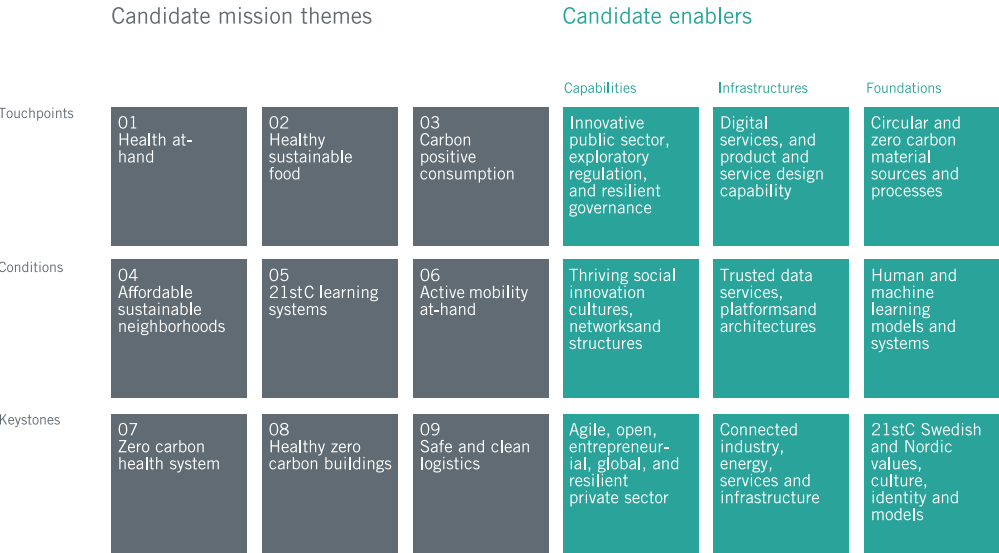 Candidate mission themes
Candidate enablers
Capabilities
Infrastructures
Foundations
Touchpoints
01
Health at-
hand
02
Healthy
sustainable
food
03
Carbon
positive
consumption
Innovative
public sector,
exploratory
regulation,
and resilient
governance
Digital
services, and
product and
service design
capability
Circular and
zero carbon
material
sources and
processes
Conditions
04
Affordable
sustainable
neighborhoods
05
21stC learning
systems
06
Active mobility
at-hand
Thriving social
innovation
cultures,
networksand
structures
Trusted data
services,
platformsand
architectures
Human and
machine
learning
models and
systems
Keystones
07
Zero carbon
health system
08
Healthy zero
carbon buildings
09
Safe and clean
logistics
Agile, open,
entrepreneur-
ial, global, and
resilient
private sector
Connected
industry,
energy,
services and
infrastructure
21stC Swedish
and Nordic
values,
culture,
identity and
models